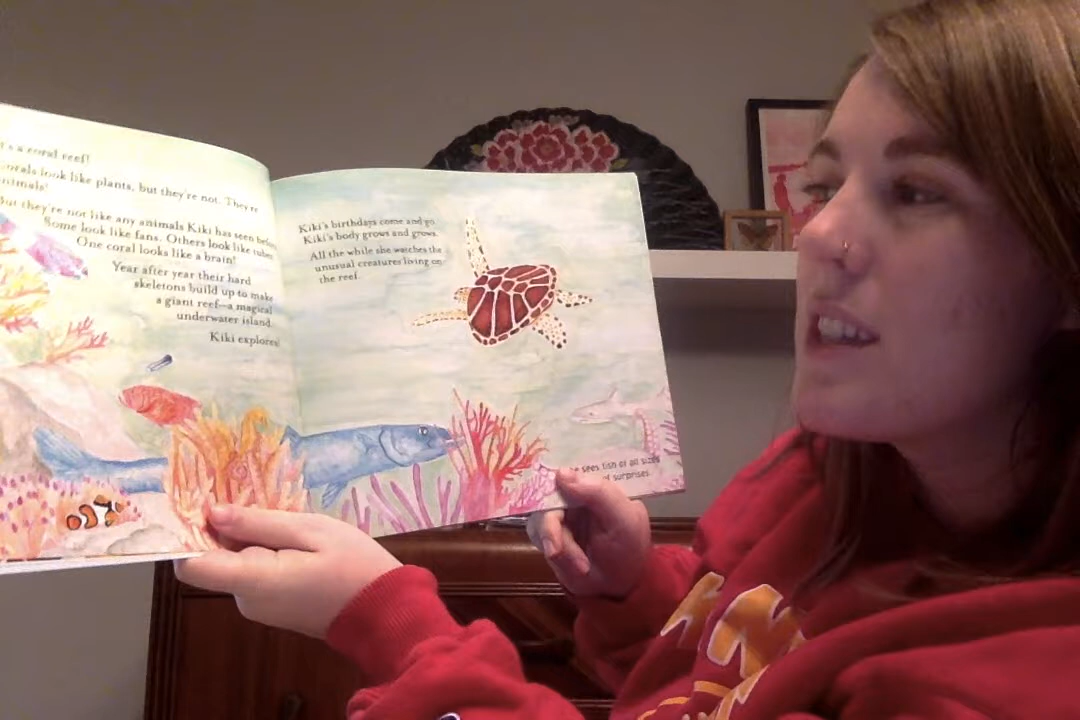 t's a coral reef!
orals look like plants, but they're not. They're
animals!
But they're not like any animals Kiki has seen before
Some look like fans. Others look like tubes
One coral looks like a brain!
Year after year their hard
skeletons build up to make
a giant reef—a magical
underwater island.
Kiki explores!
Kiki's birthdays come and go
Kiki's body grows and grows.
All the while she watches the
unusual creatures living on
the reef.
he sees fish of all sizes
surprises.